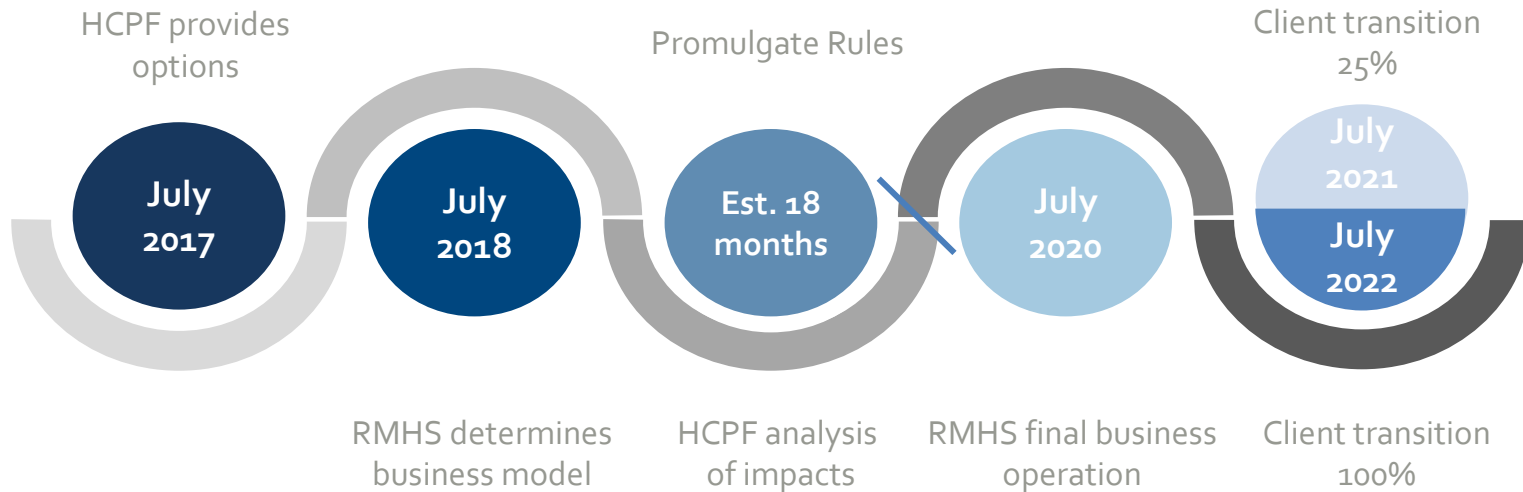 HCPF provides
options
July
2017
July
2018
RMHS determines
business model
Promulgate Rules
Est. 18
months
HCPF analysis
of impacts
July
2020
RMHS final business
operation
Client transition
25%
July
2021
July
2022
Client transition
100%